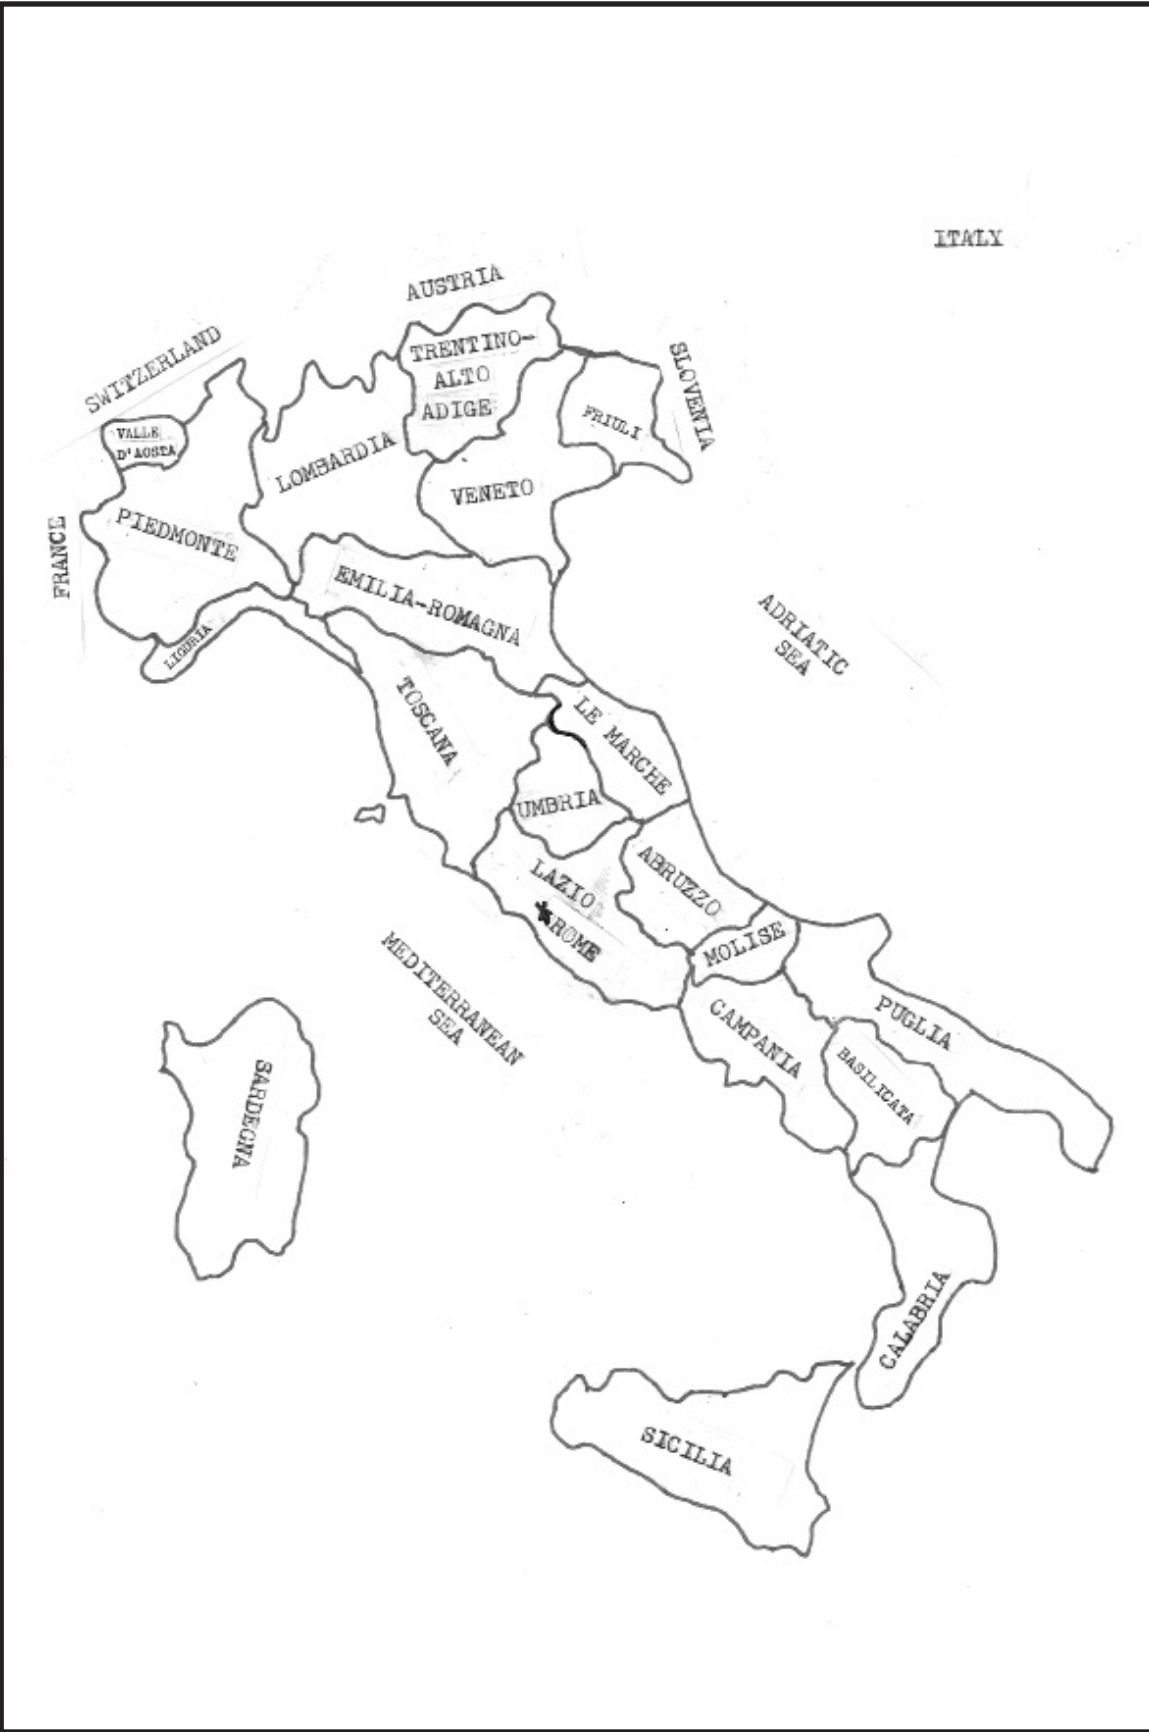 ITALY
AUSTRIA
SWITZERLAND
TRENTINO-
ALTO
ADIGE
SLOVENIA
FRIULI
VALLE
D'AOSTA
LOMBARDIA
VENETO
FRANCE
PIEDMONTE
EMILIA-ROMAGNA
LIGURIA
ADRIATIC
SEA
TOSCANA
LE MARCHE
UMBRIA
LAZIO
ROME
ABRUZZO
MOLISE
MEDITERRANEAN
SEA
CAMPANIA
PUGLIA
BASILICATA
SARDEGNA
CALABRIA
SICILIA